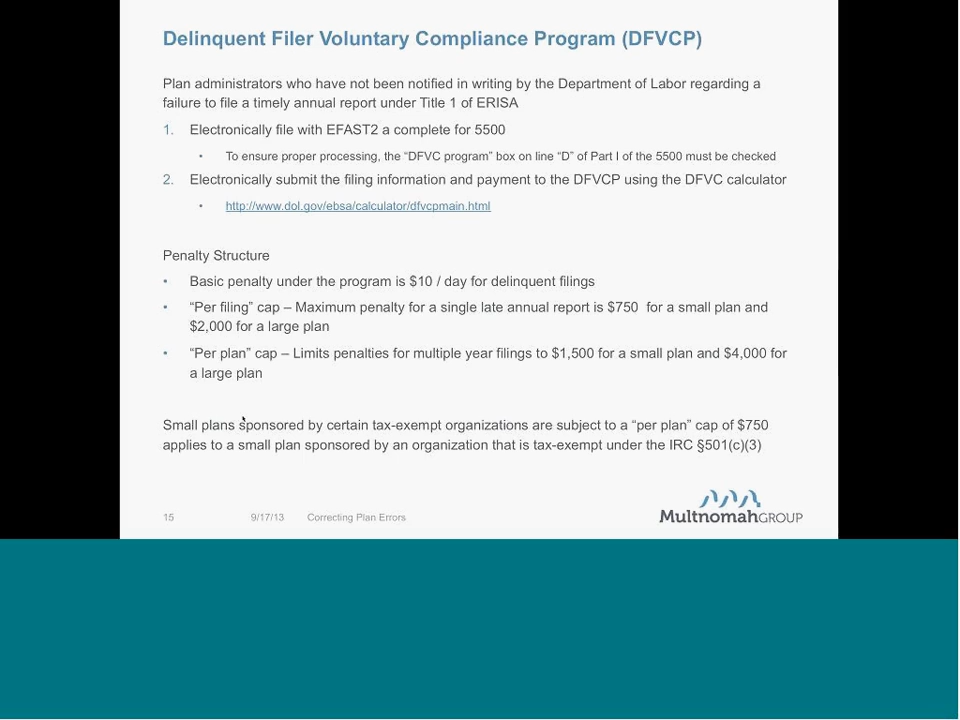 Delinquent Filer Voluntary Compliance Program (DFVCP)
Plan administrators who have not been notified in writing by the Department of Labor regarding a
failure to file a timely annual report under Title 1 of ERISA
1. Electronically file with EFAST2 a complete for 5500
• To ensure proper processing, the “DFVC program” box on line “D” of Part I of the 5500 must be checked
2. Electronically submit the filing information and payment to the DFVCP using the DFVC calculator
• http://www.dol.gov/ebsa/calculator/dfvcpmain.html
Penalty Structure
• Basic penalty under the program is $10 / day for delinquent filings
• “Per filing” cap – Maximum penalty for a single late annual report is $750 for a small plan and
$2,000 for a large plan
• “Per plan” cap – Limits penalties for multiple year filings to $1,500 for a small plan and $4,000 for
a large plan
Small plans sponsored by certain tax-exempt organizations are subject to a “per plan” cap of $750
applies to a small plan sponsored by an organization that is tax-exempt under the IRC §501(c)(3)
15 9/17/13 Correcting Plan Errors
MultnomahGROUP